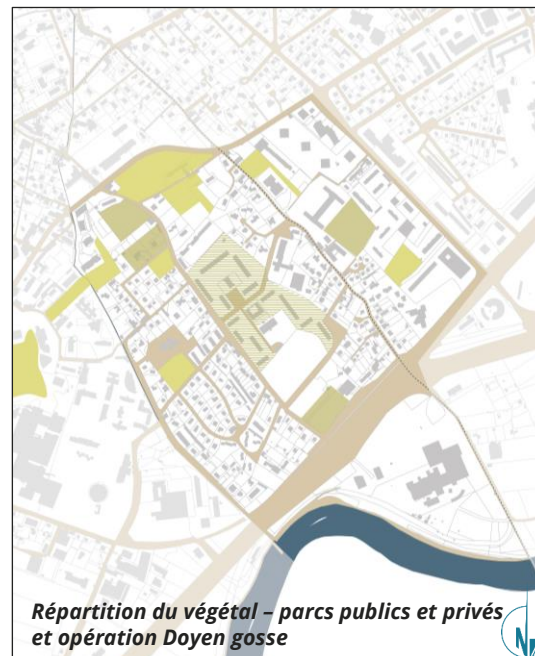 Répartition du végétal – parcs publics et privés
et opération Doyen gosse
N